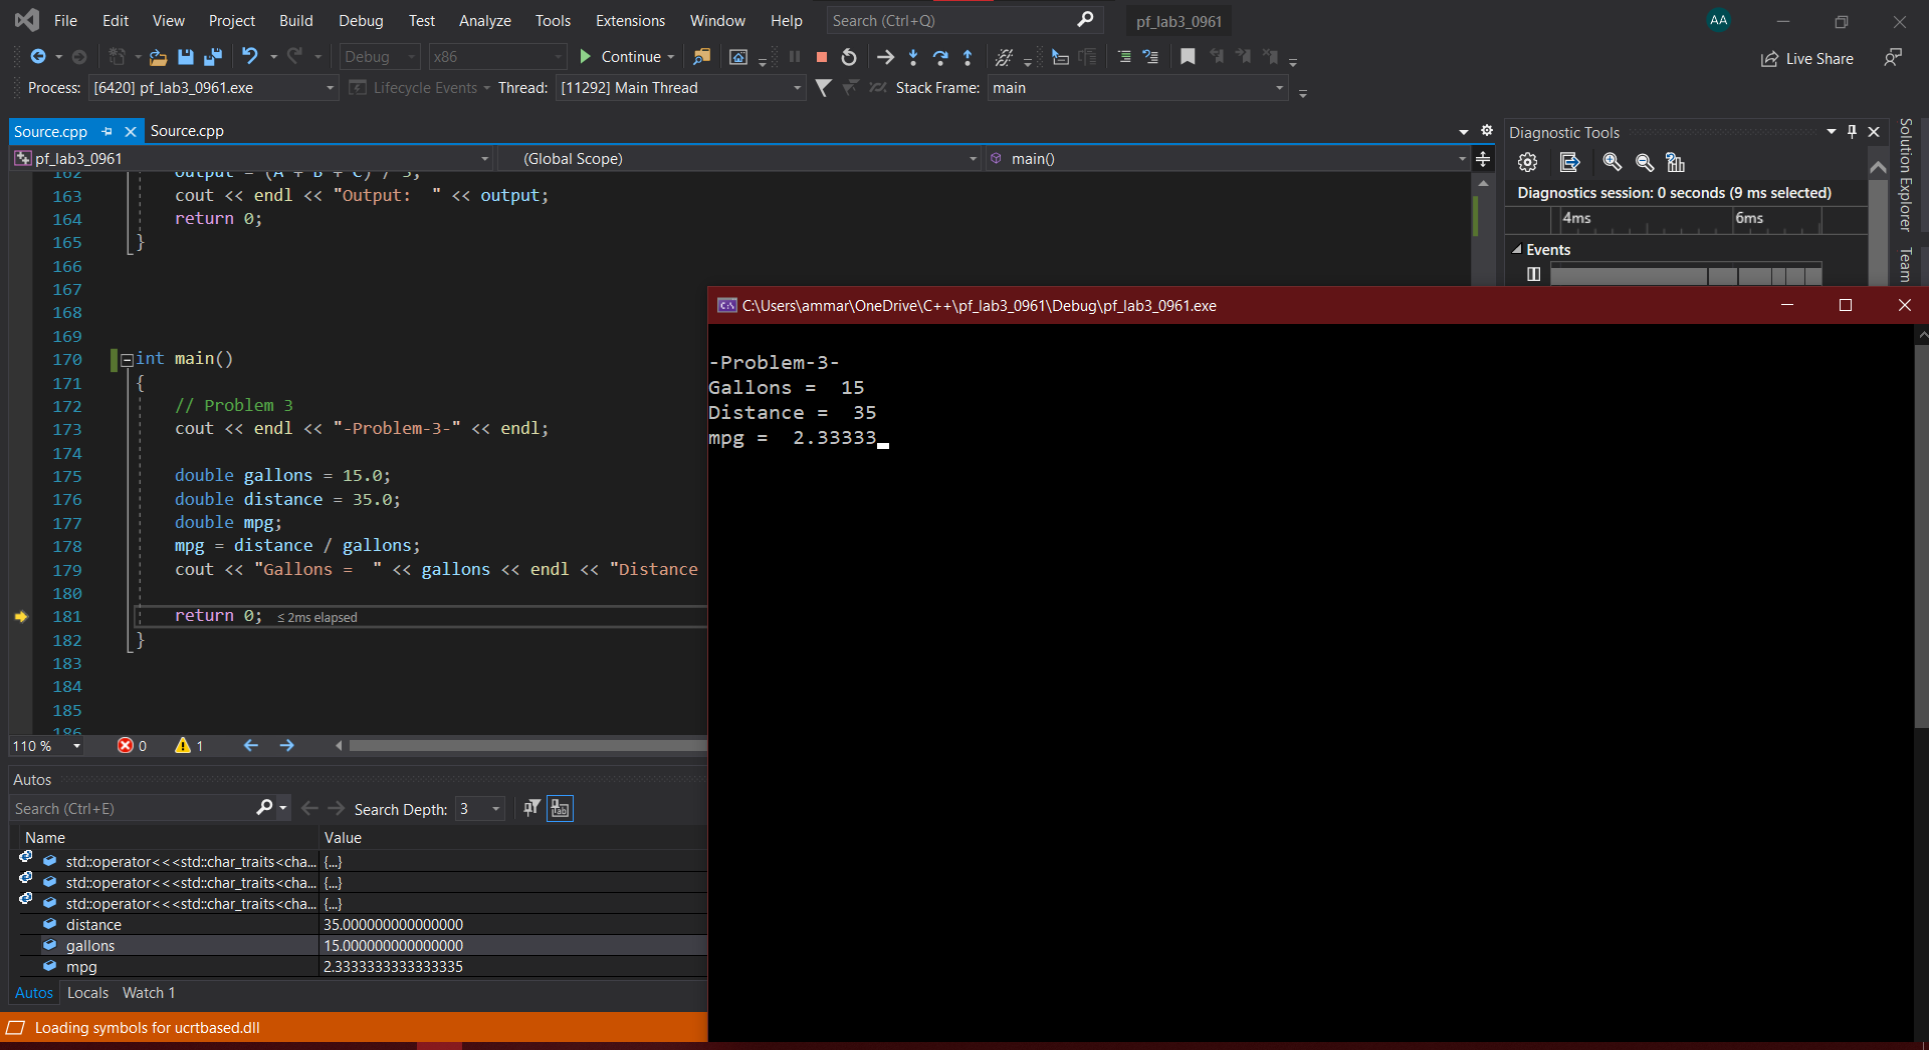 File Edit View Project Build Debug Test Analyze Tools Extensions Window Help Search (Ctrl+Q) pf_lab3_0961 AA
Debug x86 Continue Live Share
Process: [6420] pf_lab3_0961.exe Lifecycle Events Thread: [11292] Main Thread Stack Frame: main
Source.cpp Source.cpp
pf_lab3_0961 (Global Scope) main()
162 output = (A + B + C) / 3;
163 cout << endl << "Output:  " << output;
164 return 0;
165 }
166
167
168
169
170 int main()
171 {
172 // Problem 3
173 cout << endl << "-Problem-3-" << endl;
174
175 double gallons = 15.0;
176 double distance = 35.0;
177 double mpg;
178 mpg = distance / gallons;
179 cout << "Gallons =  " << gallons << endl << "Distance
180
181 return 0; ≤ 2ms elapsed
182 }
183
184
185
186
110 % 0 1
Autos
Search (Ctrl+E) Search Depth: 3
Name Value
std::operator<<<std::char_traits<cha... {...}
std::operator<<<std::char_traits<cha... {...}
std::operator<<<std::char_traits<cha... {...}
distance 35.000000000000000
gallons 15.000000000000000
mpg 2.3333333333333335
Autos Locals Watch 1
Loading symbols for ucrtbased.dll
Diagnostic Tools
Diagnostics session: 0 seconds (9 ms selected)
4ms 6ms
Events
Solution Explorer
Team
C:\Users\ammar\OneDrive\C++\pf_lab3_0961\Debug\pf_lab3_0961.exe
-Problem-3-
Gallons =  15
Distance =  35
mpg =  2.33333